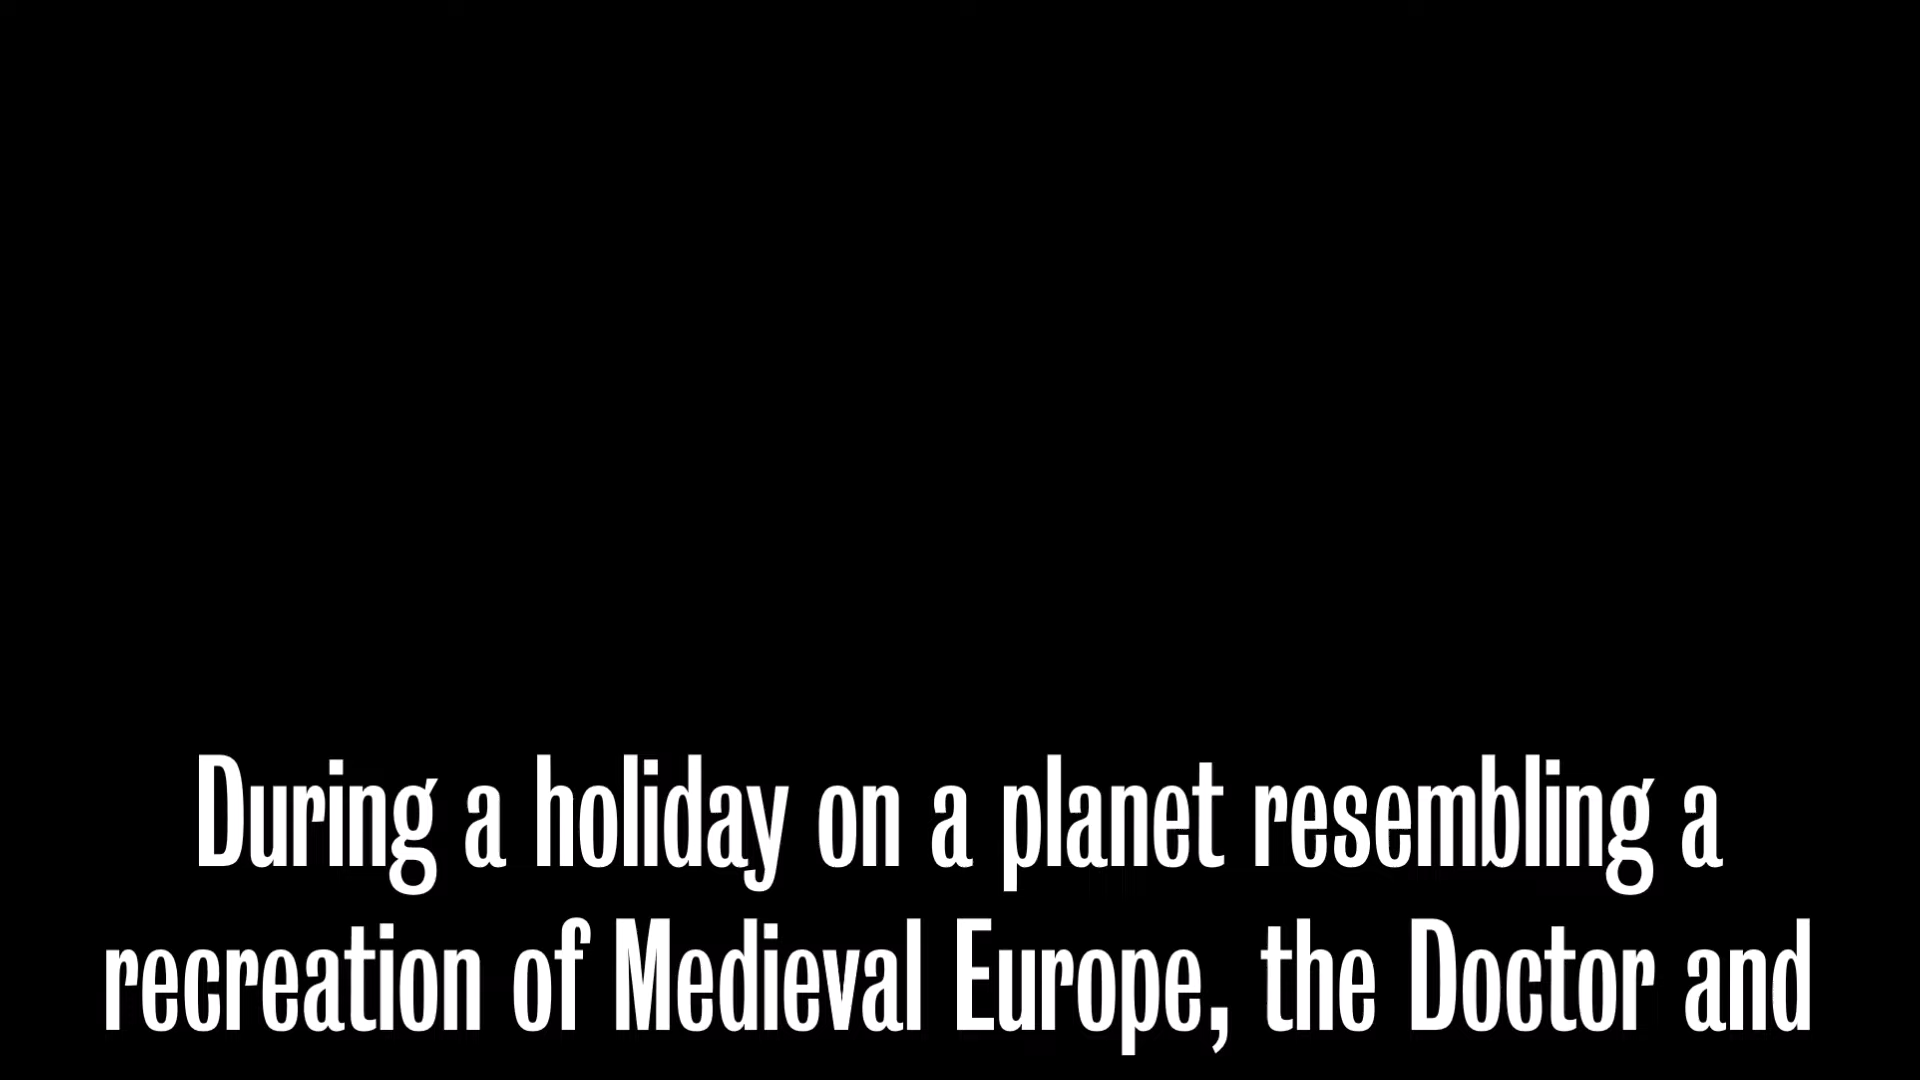 During a holiday on a planet resembling a
recreation of Medieval Europe, the Doctor and